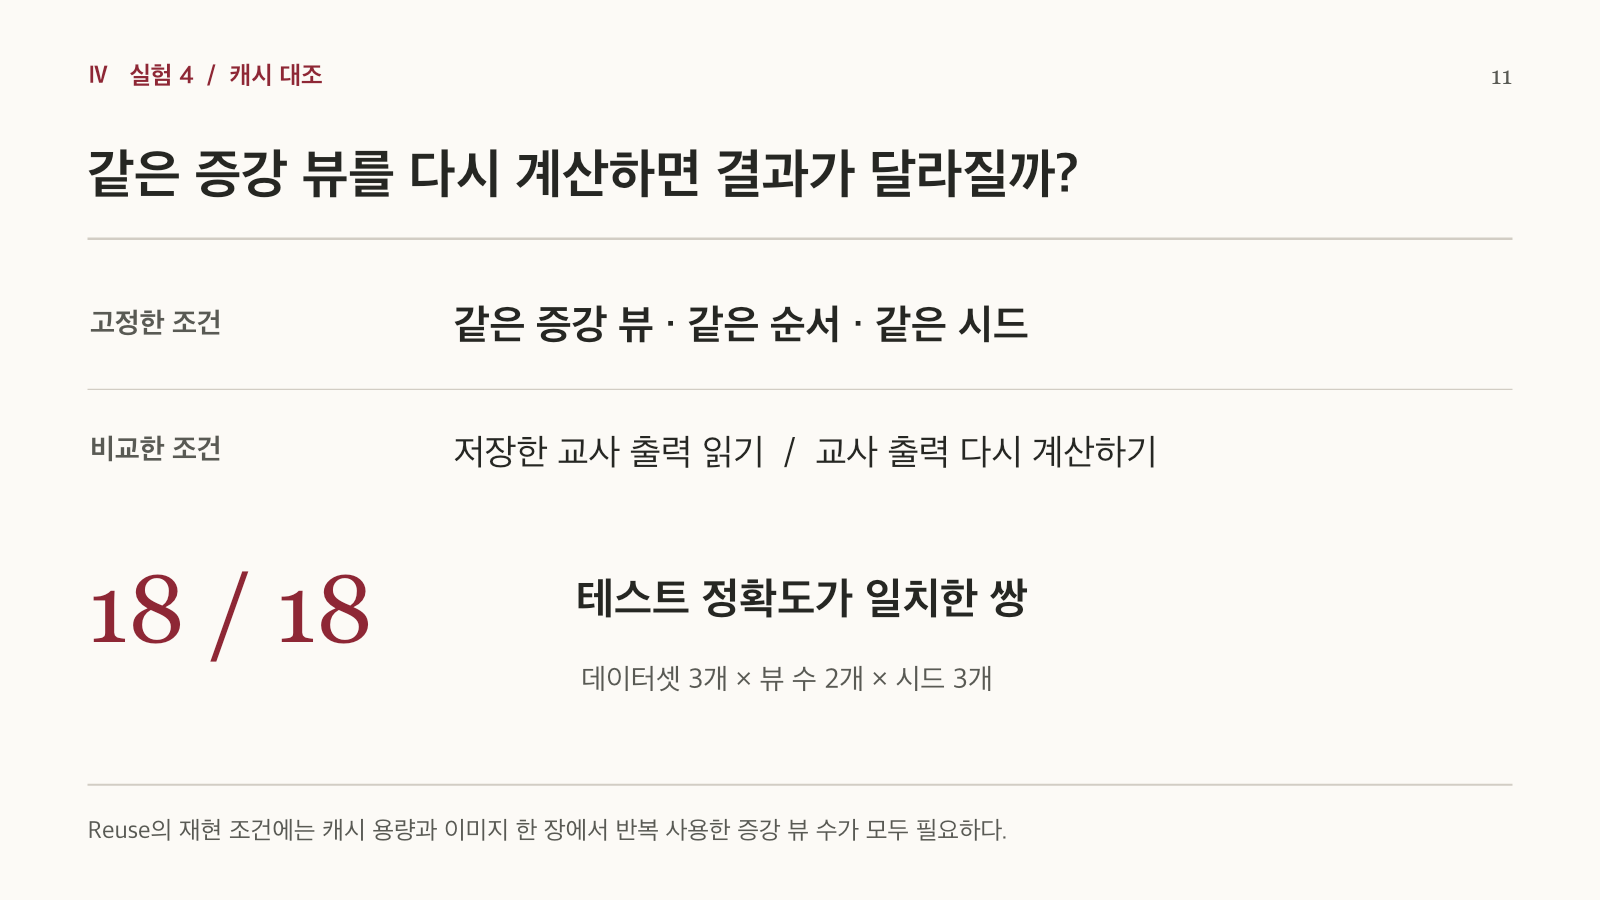 IV 실험 4 / 캐시 대조
11
같은 증강 뷰를 다시 계산하면 결과가 달라질까?
고정한 조건
같은 증강 뷰 · 같은 순서 · 같은 시드
비교한 조건
저장한 교사 출력 읽기 / 교사 출력 다시 계산하기
18 / 18
테스트 정확도가 일치한 쌍
데이터셋 3개 × 뷰 수 2개 × 시드 3개
Reuse의 재현 조건에는 캐시 용량과 이미지 한 장에서 반복 사용한 증강 뷰 수가 모두 필요하다.